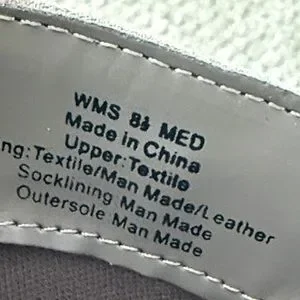 WMS 8½ MED
Made in China
Upper:Textile
ng:Textile/Man Made/Leather
Socklining Man Made
Outersole:Man Made